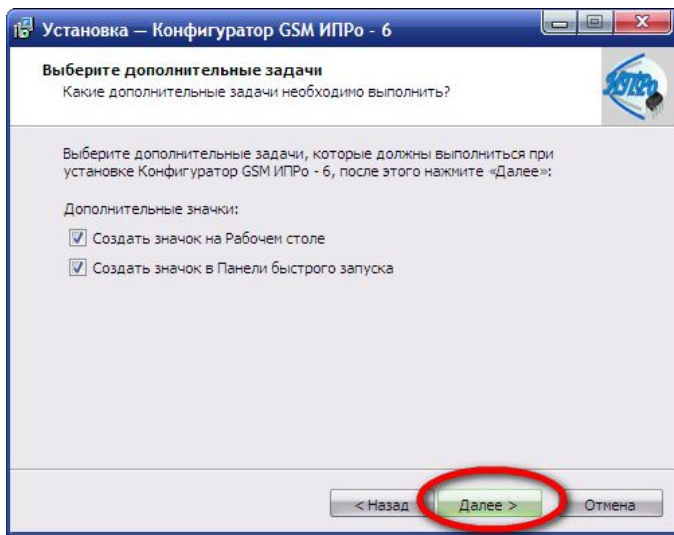 Установка — Конфигуратор GSM ИПРо - 6
Выберите дополнительные задачи
Какие дополнительные задачи необходимо выполнить?
ИПРо
Выберите дополнительные задачи, которые должны выполниться при
установке Конфигуратор GSM ИПРо - 6, после этого нажмите «Далее»:
Дополнительные значки:
Создать значок на Рабочем столе
Создать значок в Панели быстрого запуска
< Назад
Далее >
Отмена